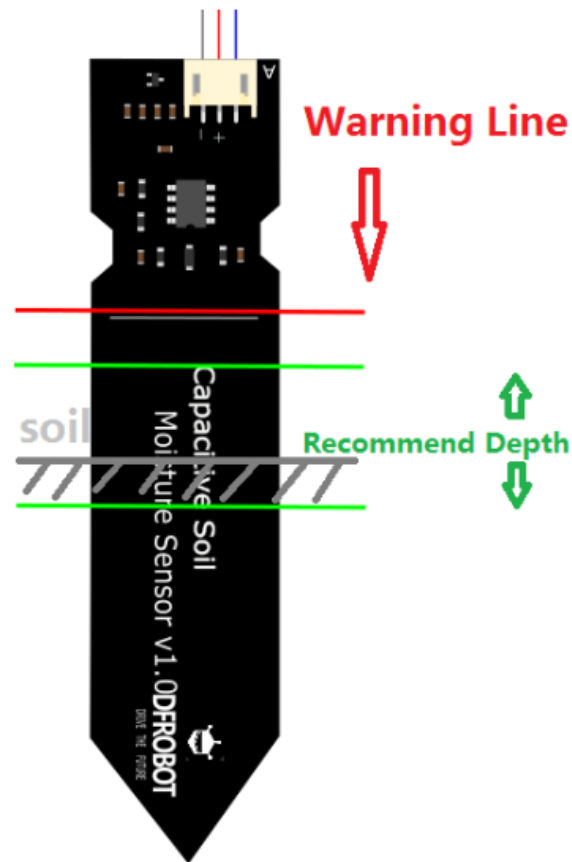 A
- +
Warning Line
soil
Recommend Depth
Capacitive Soil
Moisture Sensor v1.0
DFROBOT
DRIVE THE FUTURE